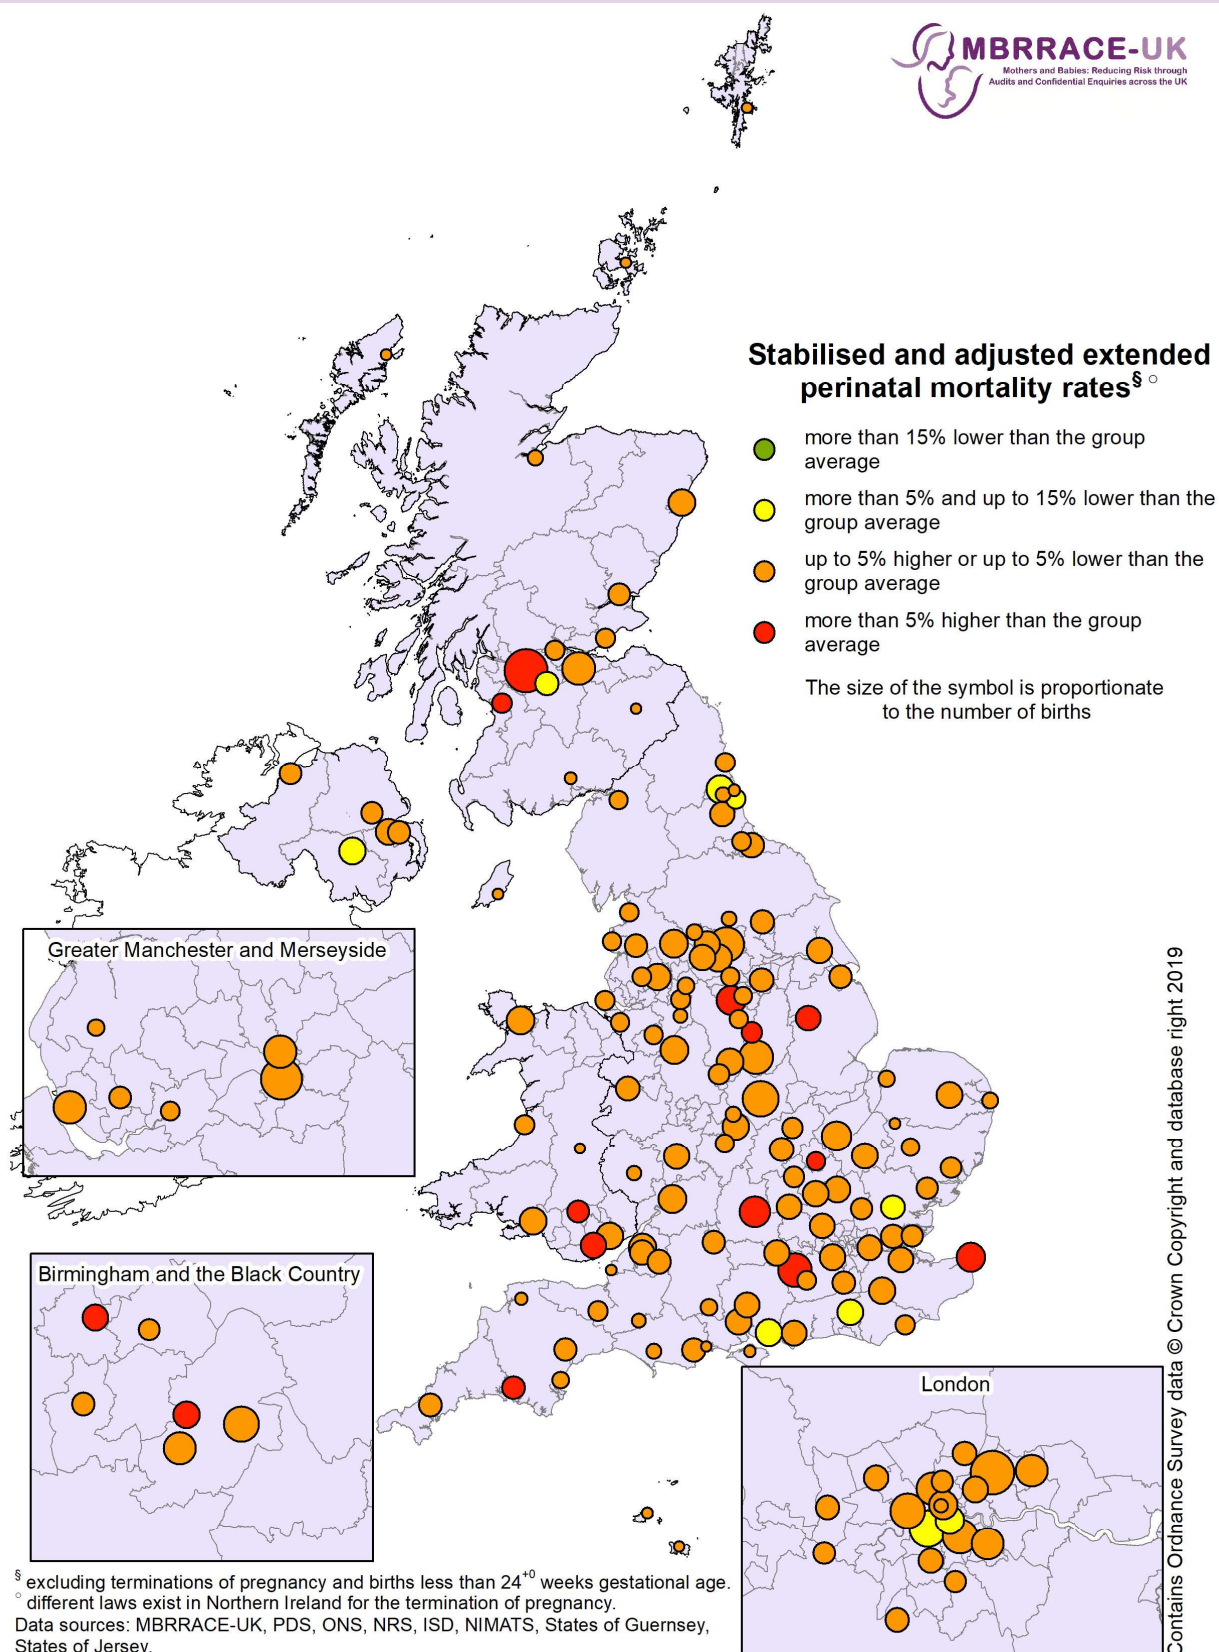 MBRRACE-UK
Mothers and Babies: Reducing Risk through
Audits and Confidential Enquiries across the UK
Stabilised and adjusted extended
perinatal mortality rates§ ○
more than 15% lower than the group
average
more than 5% and up to 15% lower than the
group average
up to 5% higher or up to 5% lower than the
group average
more than 5% higher than the group
average
The size of the symbol is proportionate
to the number of births
Greater Manchester and Merseyside
Birmingham and the Black Country
London
§ excluding terminations of pregnancy and births less than 24+0 weeks gestational age.
○ different laws exist in Northern Ireland for the termination of pregnancy.
Data sources: MBRRACE-UK, PDS, ONS, NRS, ISD, NIMATS, States of Guernsey,
States of Jersey.
Contains Ordnance Survey data © Crown Copyright and database right 2019